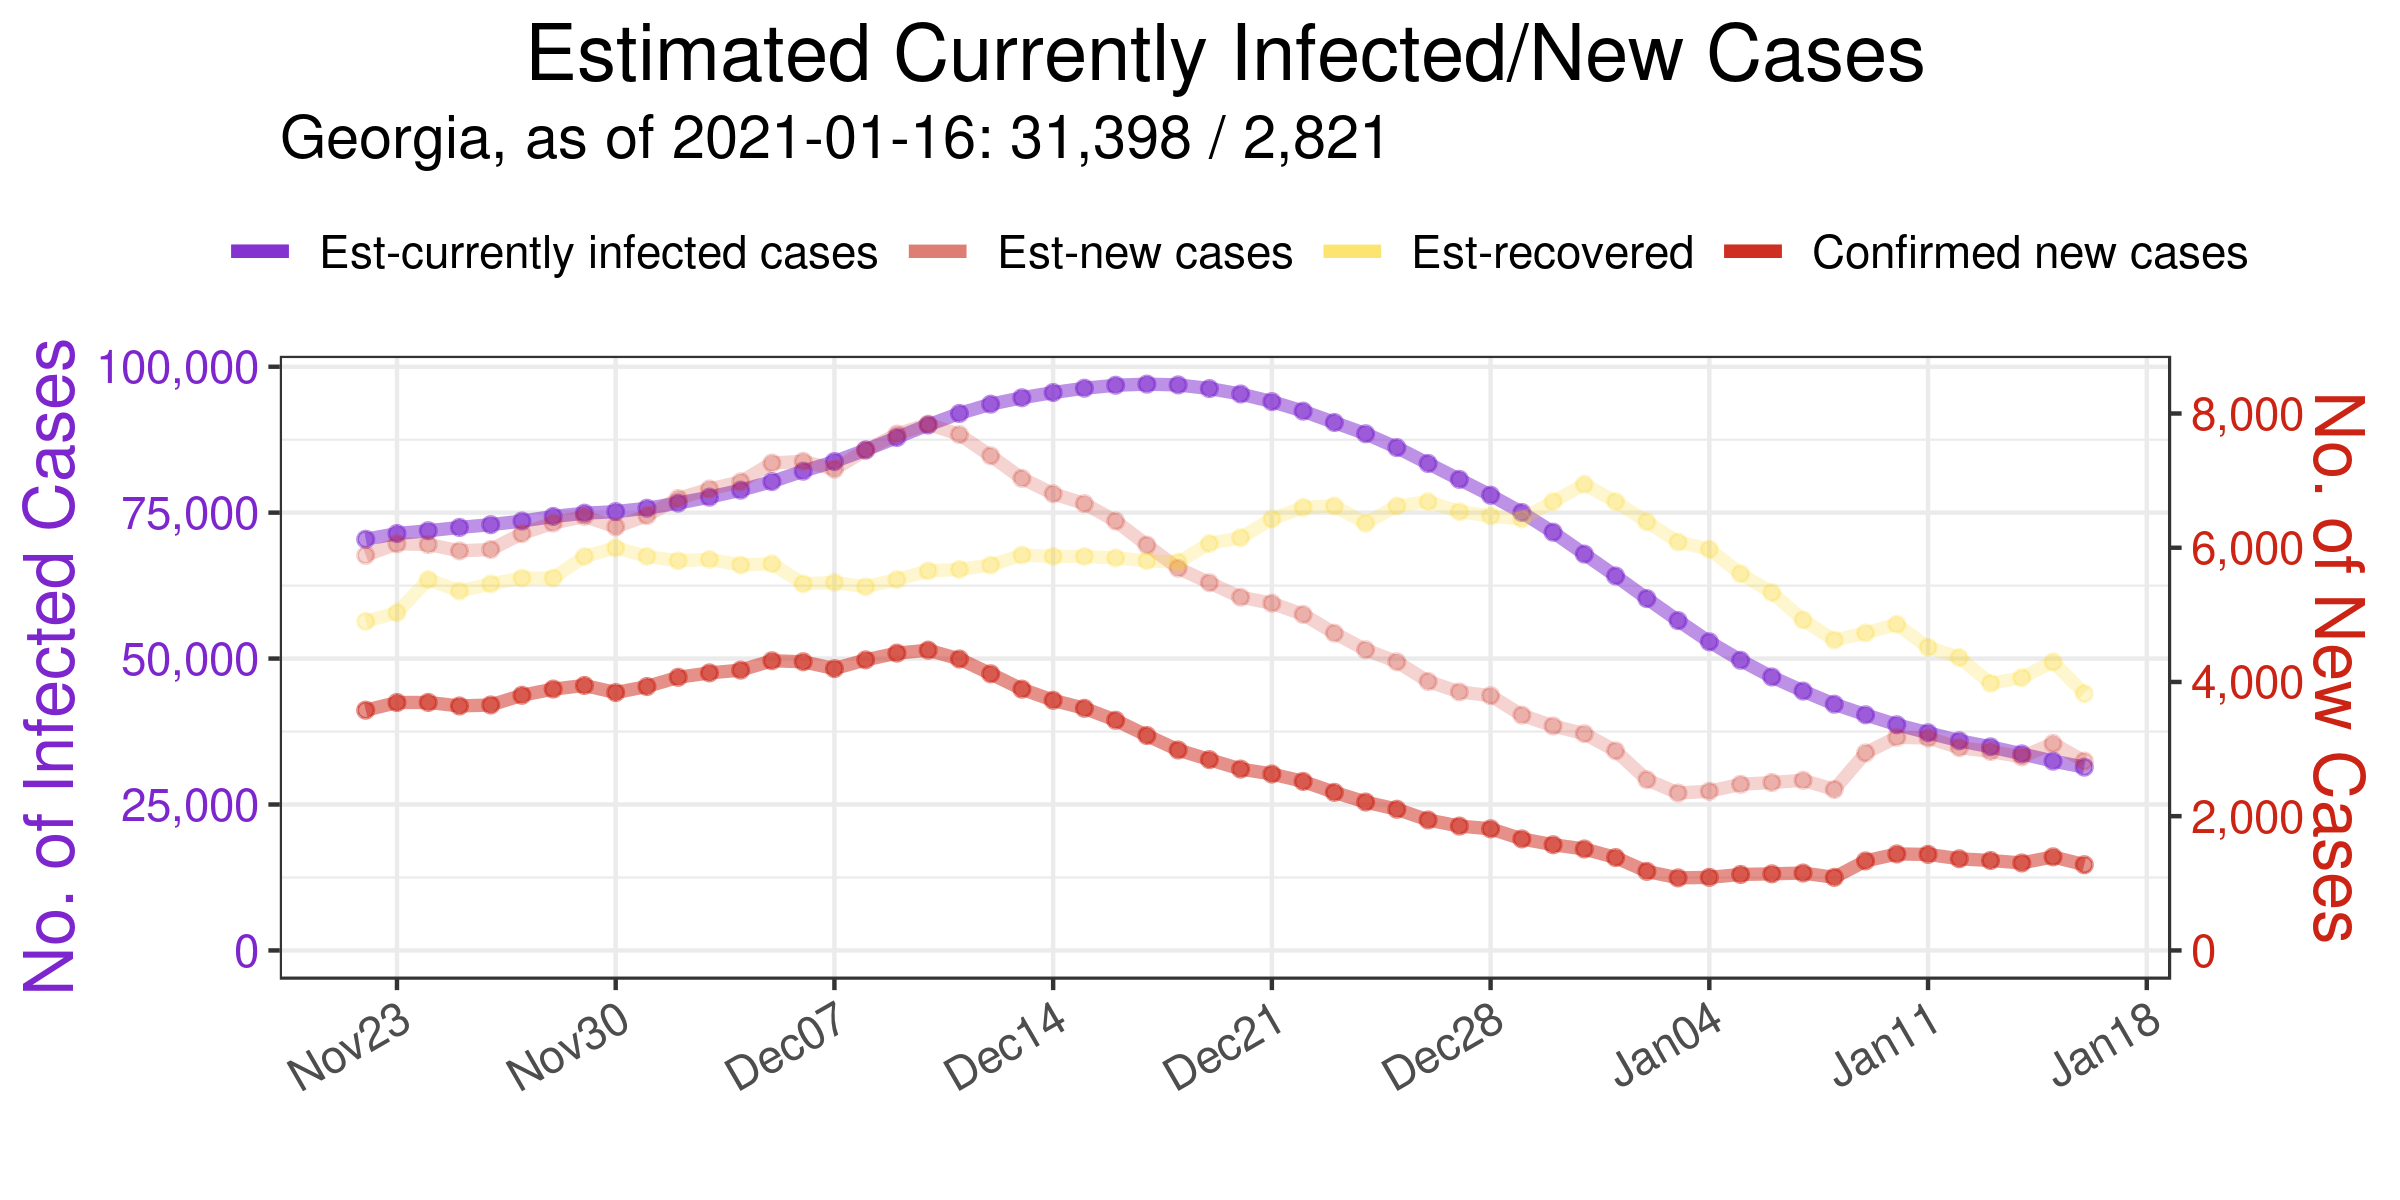 Estimated Currently Infected/New Cases
Georgia, as of 2021-01-16: 31,398 / 2,821
Est-currently infected cases Est-new cases Est-recovered Confirmed new cases
No. of Infected Cases
100,000
75,000
50,000
25,000
0
8,000
6,000
4,000
2,000
0
No. of New Cases
Nov23 Nov30 Dec07 Dec14 Dec21 Dec28 Jan04 Jan11 Jan18